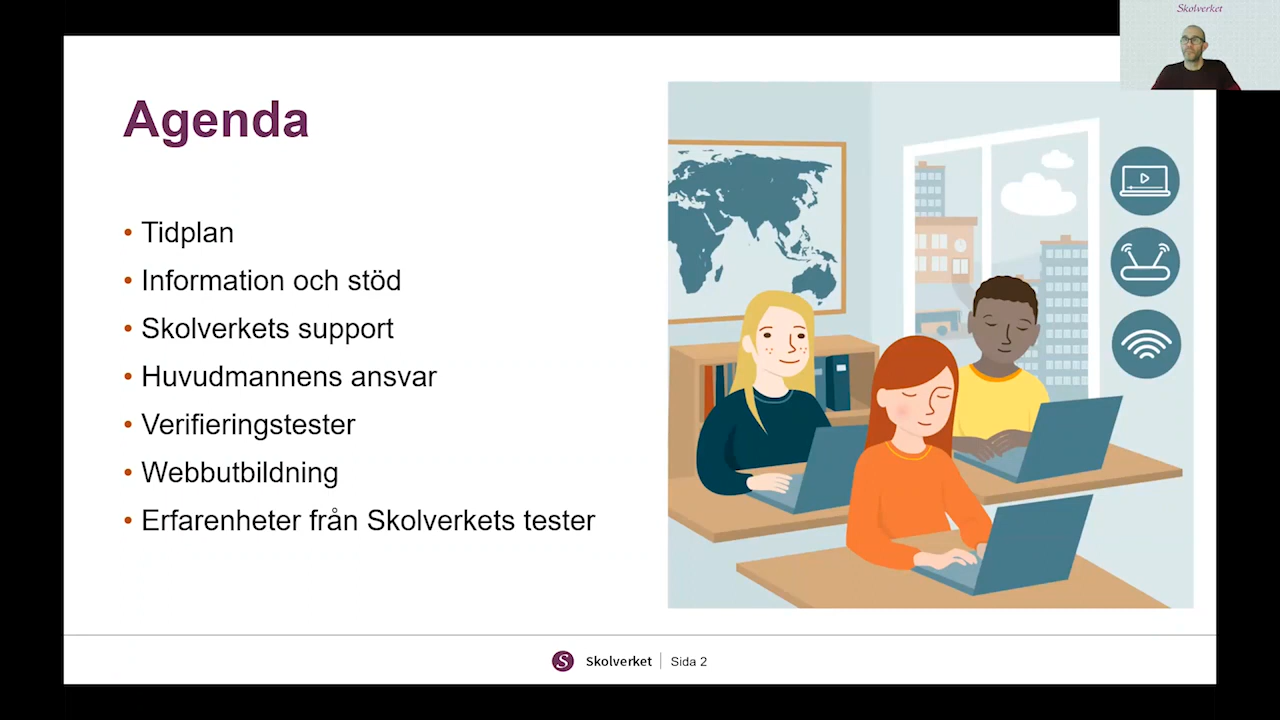 Skolverket
Agenda
• Tidplan
• Information och stöd
• Skolverkets support
• Huvudmannens ansvar
• Verifieringstester
• Webbutbildning
• Erfarenheter från Skolverkets tester
S Skolverket | Sida 2